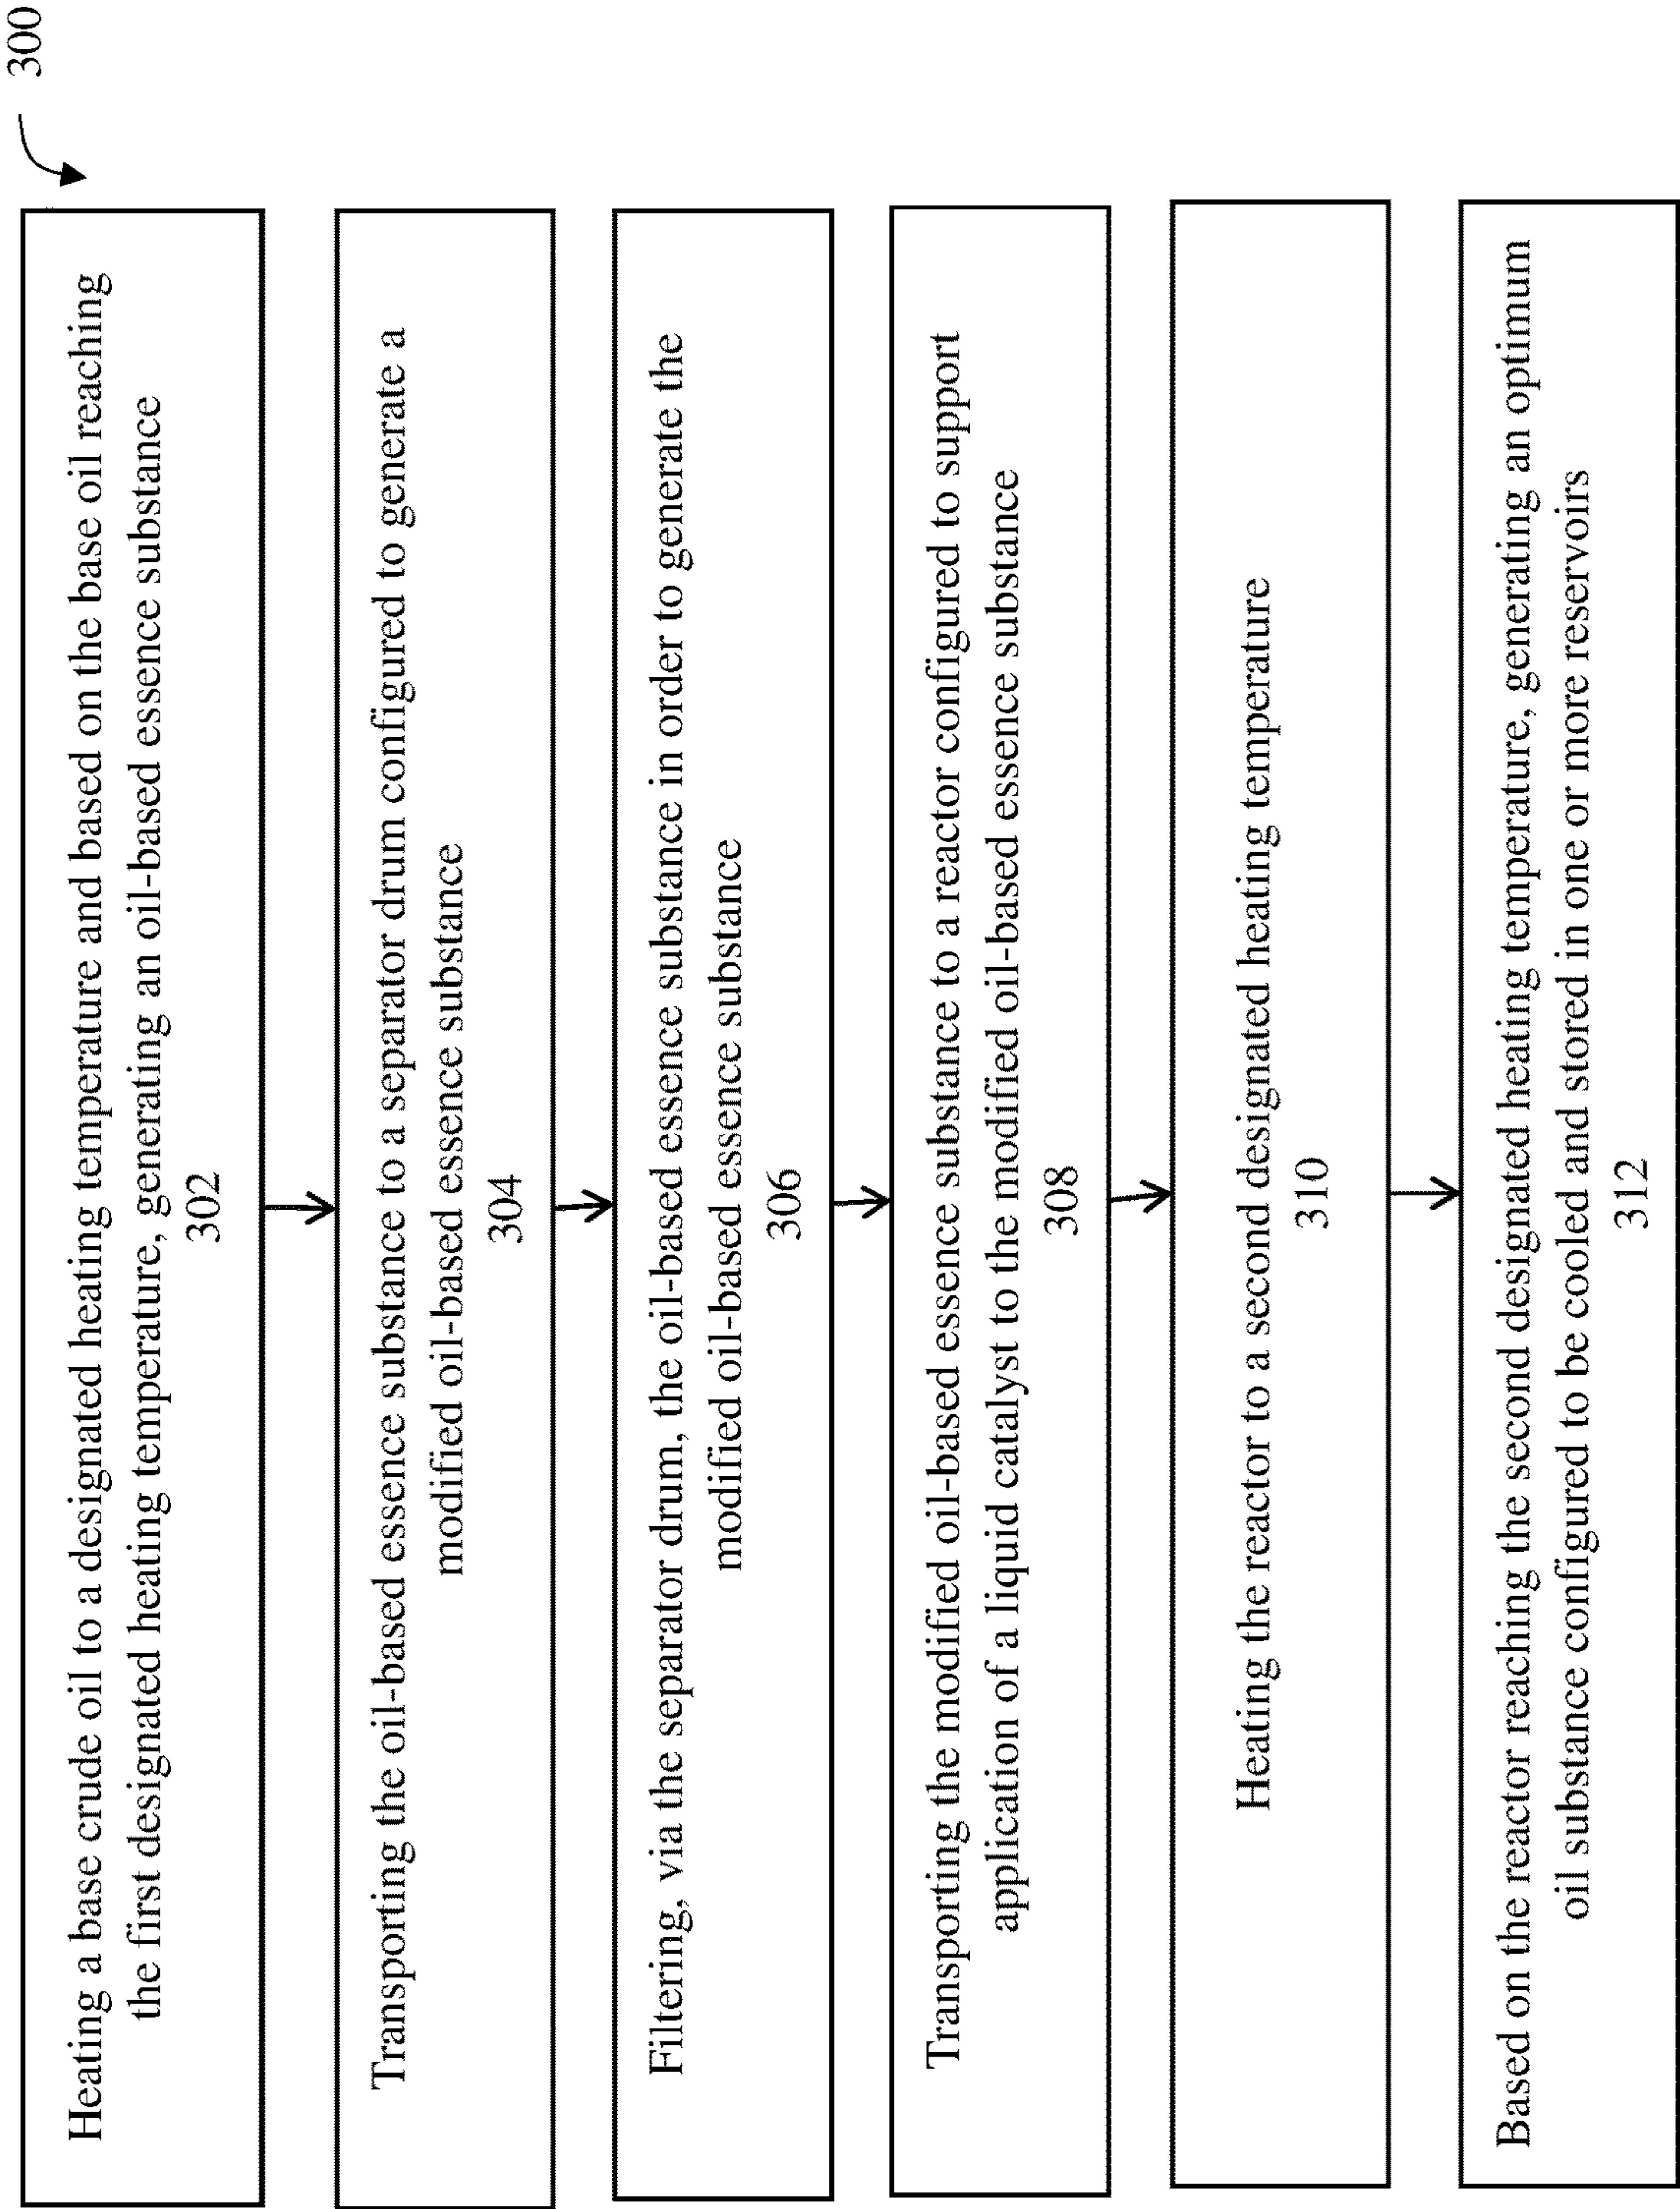 300
Heating a base crude oil to a designated heating temperature and based on the base oil reaching
the first designated heating temperature, generating an oil-based essence substance
302
Transporting the oil-based essence substance to a separator drum configured to generate a
modified oil-based essence substance
304
Filtering, via the separator drum, the oil-based essence substance in order to generate the
modified oil-based essence substance
306
Transporting the modified oil-based essence substance to a reactor configured to support
application of a liquid catalyst to the modified oil-based essence substance
308
Heating the reactor to a second designated heating temperature
310
Based on the reactor reaching the second designated heating temperature, generating an optimum
oil substance configured to be cooled and stored in one or more reservoirs
312